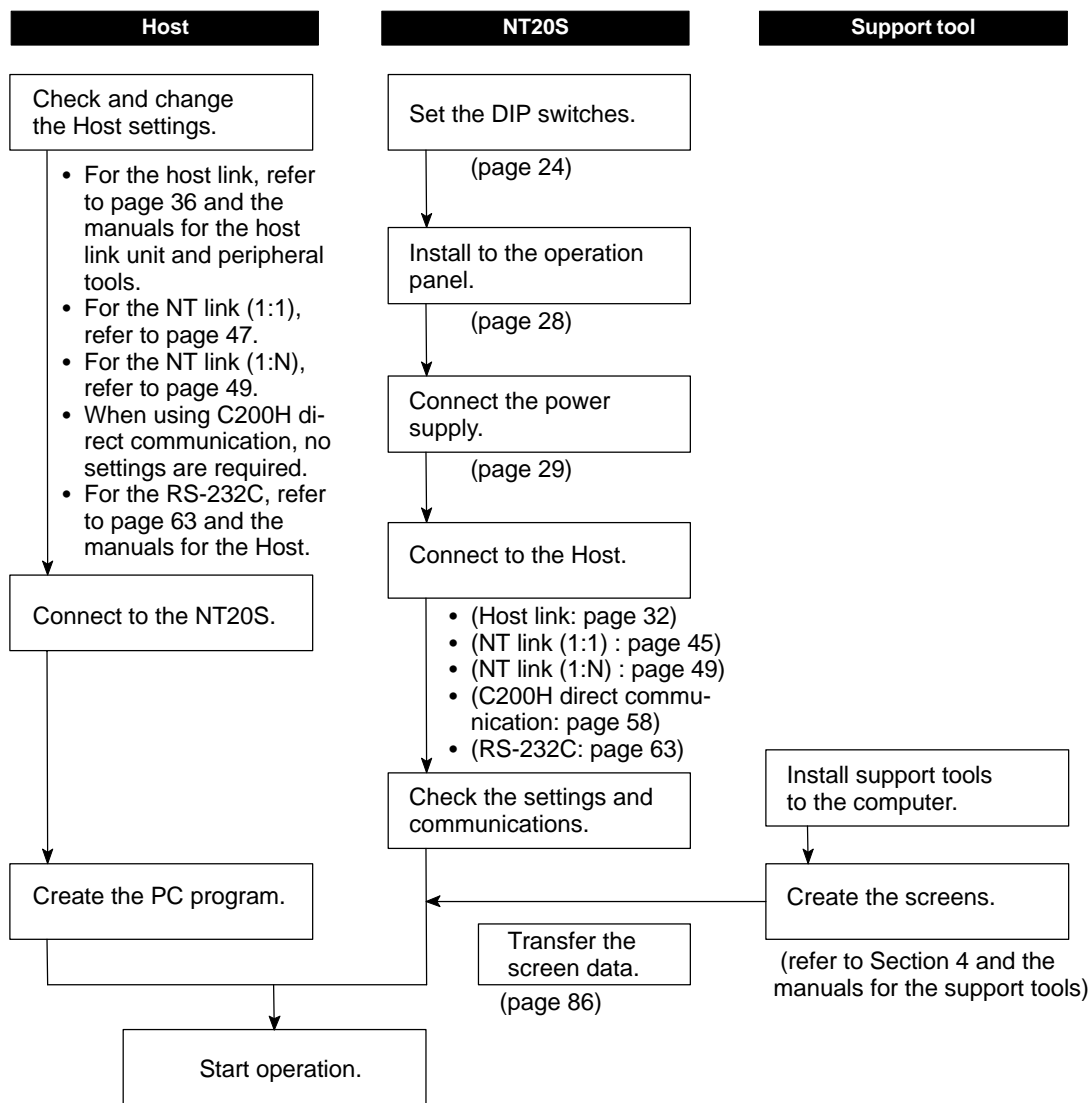 Host
NT20S
Support tool
Check and change
the Host settings.
• For the host link, refer
to page 36 and the
manuals for the host
link unit and peripheral
tools.
• For the NT link (1:1),
refer to page 47.
• For the NT link (1:N),
refer to page 49.
• When using C200H di-
rect communication, no
settings are required.
• For the RS-232C, refer
to page 63 and the
manuals for the Host.
Connect to the NT20S.
Create the PC program.
Set the DIP switches.
(page 24)
Install to the operation
panel.
(page 28)
Connect the power
supply.
(page 29)
Connect to the Host.
• (Host link: page 32)
• (NT link (1:1) : page 45)
• (NT link (1:N) : page 49)
• (C200H direct commu-
nication: page 58)
• (RS-232C: page 63)
Check the settings and
communications.
Install support tools
to the computer.
Create the screens.
(refer to Section 4 and the
manuals for the support tools)
Transfer the
screen data.
(page 86)
Start operation.